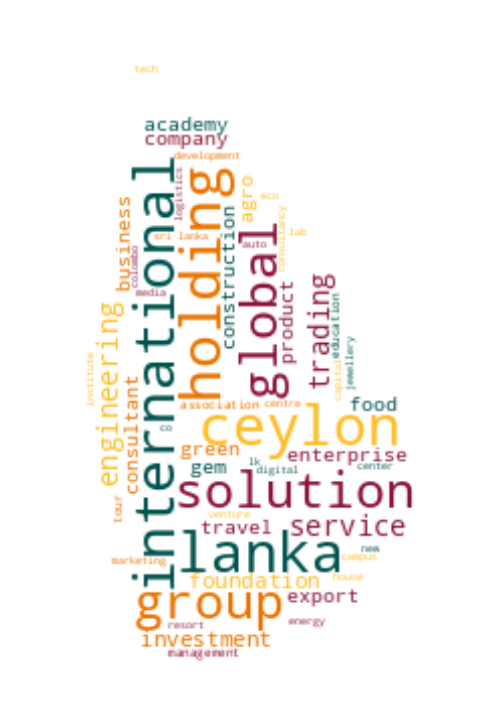 tech
academy
company
development
international
holding
logistics
agro
eco
business
colombo
sri lanka
construction
global
auto
consultancy
lab
media
engineering
product
trading
education
jewellery
capital
institute
consultant
association
centre
food
co
ceylon
green
gem
lk
digital
enterprise
center
solution
tour
venture
travel
service
new
marketing
lanka
campus
foundation
house
group
export
resort
energy
investment
management